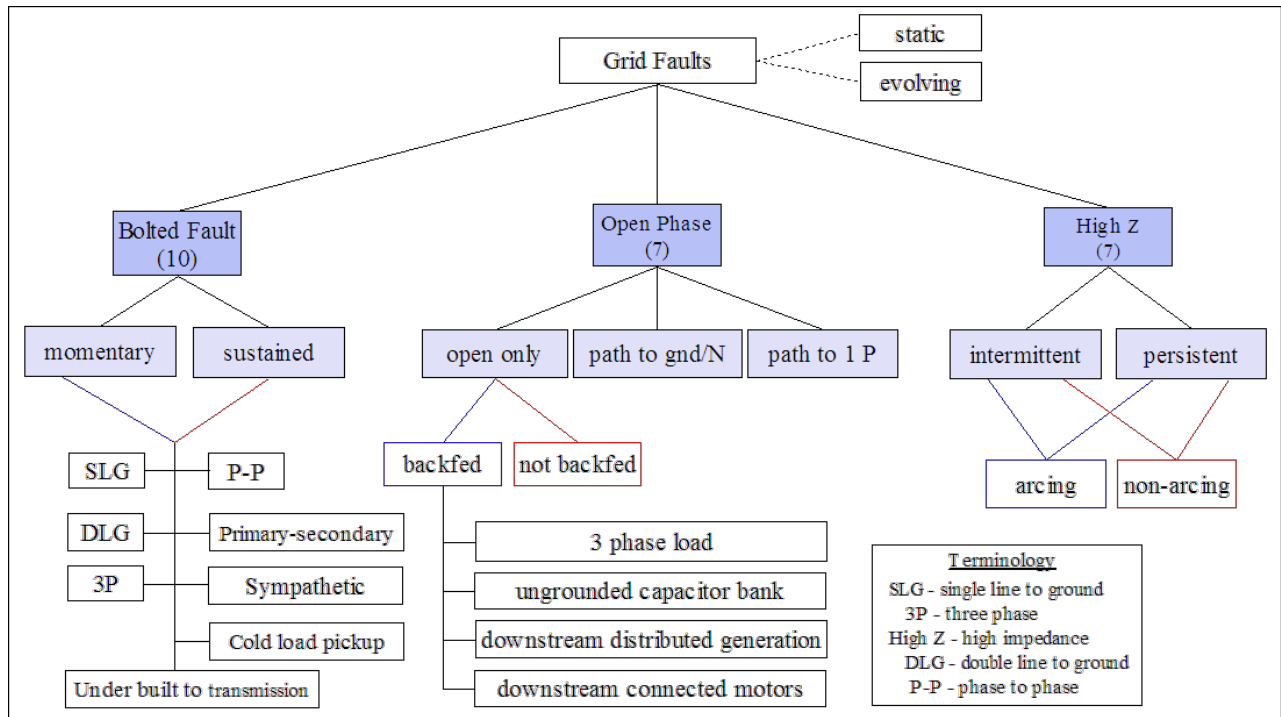 Grid Faults
static
evolving
Bolted Fault
(10)
Open Phase
(7)
High Z
(7)
momentary
sustained
open only
path to gnd/N
path to 1 P
intermittent
persistent
SLG
P-P
DLG
Primary-secondary
3P
Sympathetic
Cold load pickup
Under built to transmission
backfed
not backfed
3 phase load
ungrounded capacitor bank
downstream distributed generation
downstream connected motors
arcing
non-arcing
Terminology
SLG - single line to ground
3P - three phase
High Z - high impedance
DLG - double line to ground
P-P - phase to phase